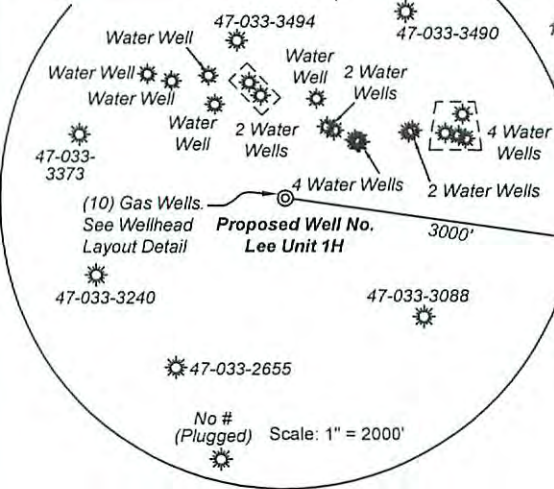 47-033-3494
47-033-3490
1
Water Well
Water Well
Water Well
Water
Well
2 Water
Wells
Water
Well
2 Water
Wells
4 Water Wells
2 Water Wells
4 Water
Wells
47-033-
3373
(10) Gas Wells.
See Wellhead
Layout Detail
Proposed Well No.
Lee Unit 1H
3000'
47-033-3240
47-033-3088
47-033-2655
No #
(Plugged)
Scale: 1" = 2000'